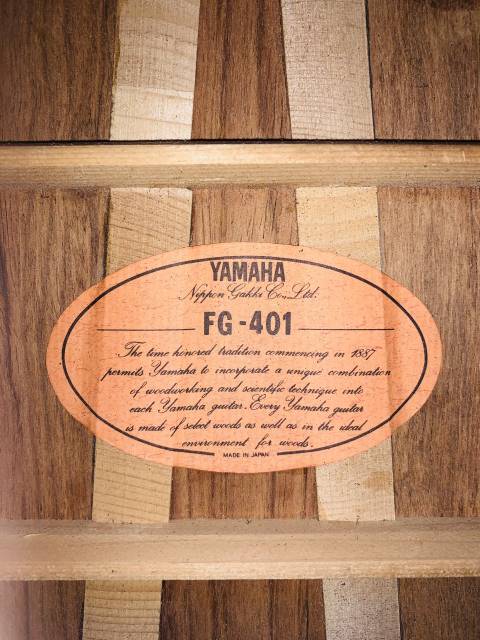 YAMAHA
Nippon Gakki Co., Ltd.
FG-401
The time honored tradition commencing in 1887
permits Yamaha to incorporate a unique combination
of woodworking and scientific technique into
each Yamaha guitar. Every Yamaha guitar
is made of select woods as well as in the ideal
environment for woods.
MADE IN JAPAN